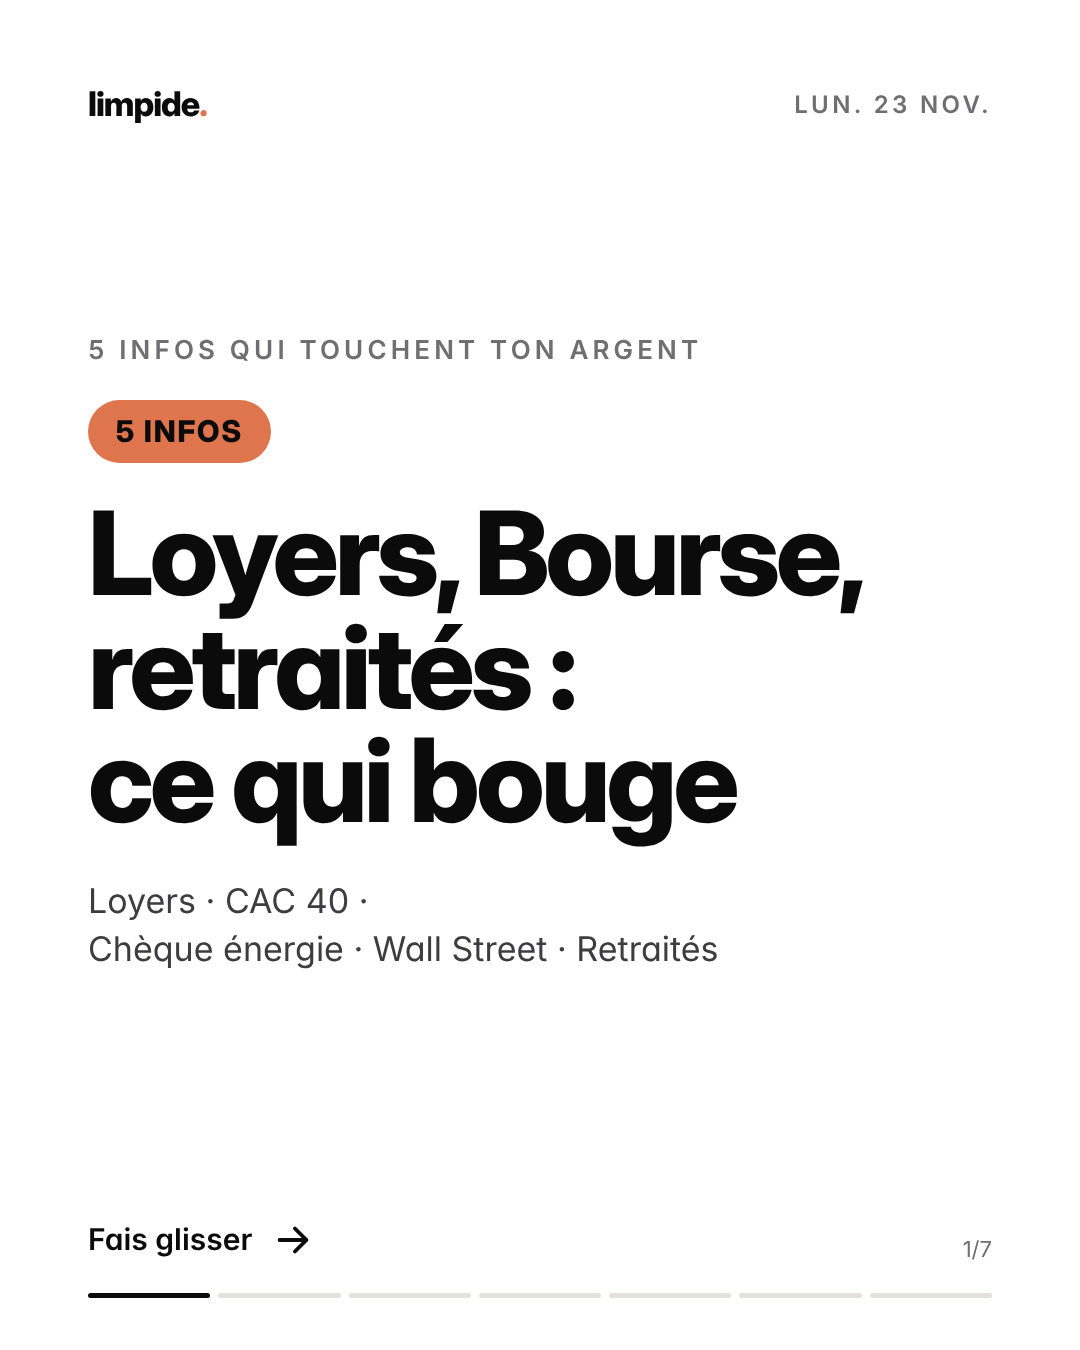 limpide.
LUN. 23 NOV.
5 INFOS QUI TOUCHENT TON ARGENT
5 INFOS
Loyers, Bourse,
retraités :
ce qui bouge
Loyers · CAC 40 ·
Chèque énergie · Wall Street · Retraités
Fais glisser →
1/7